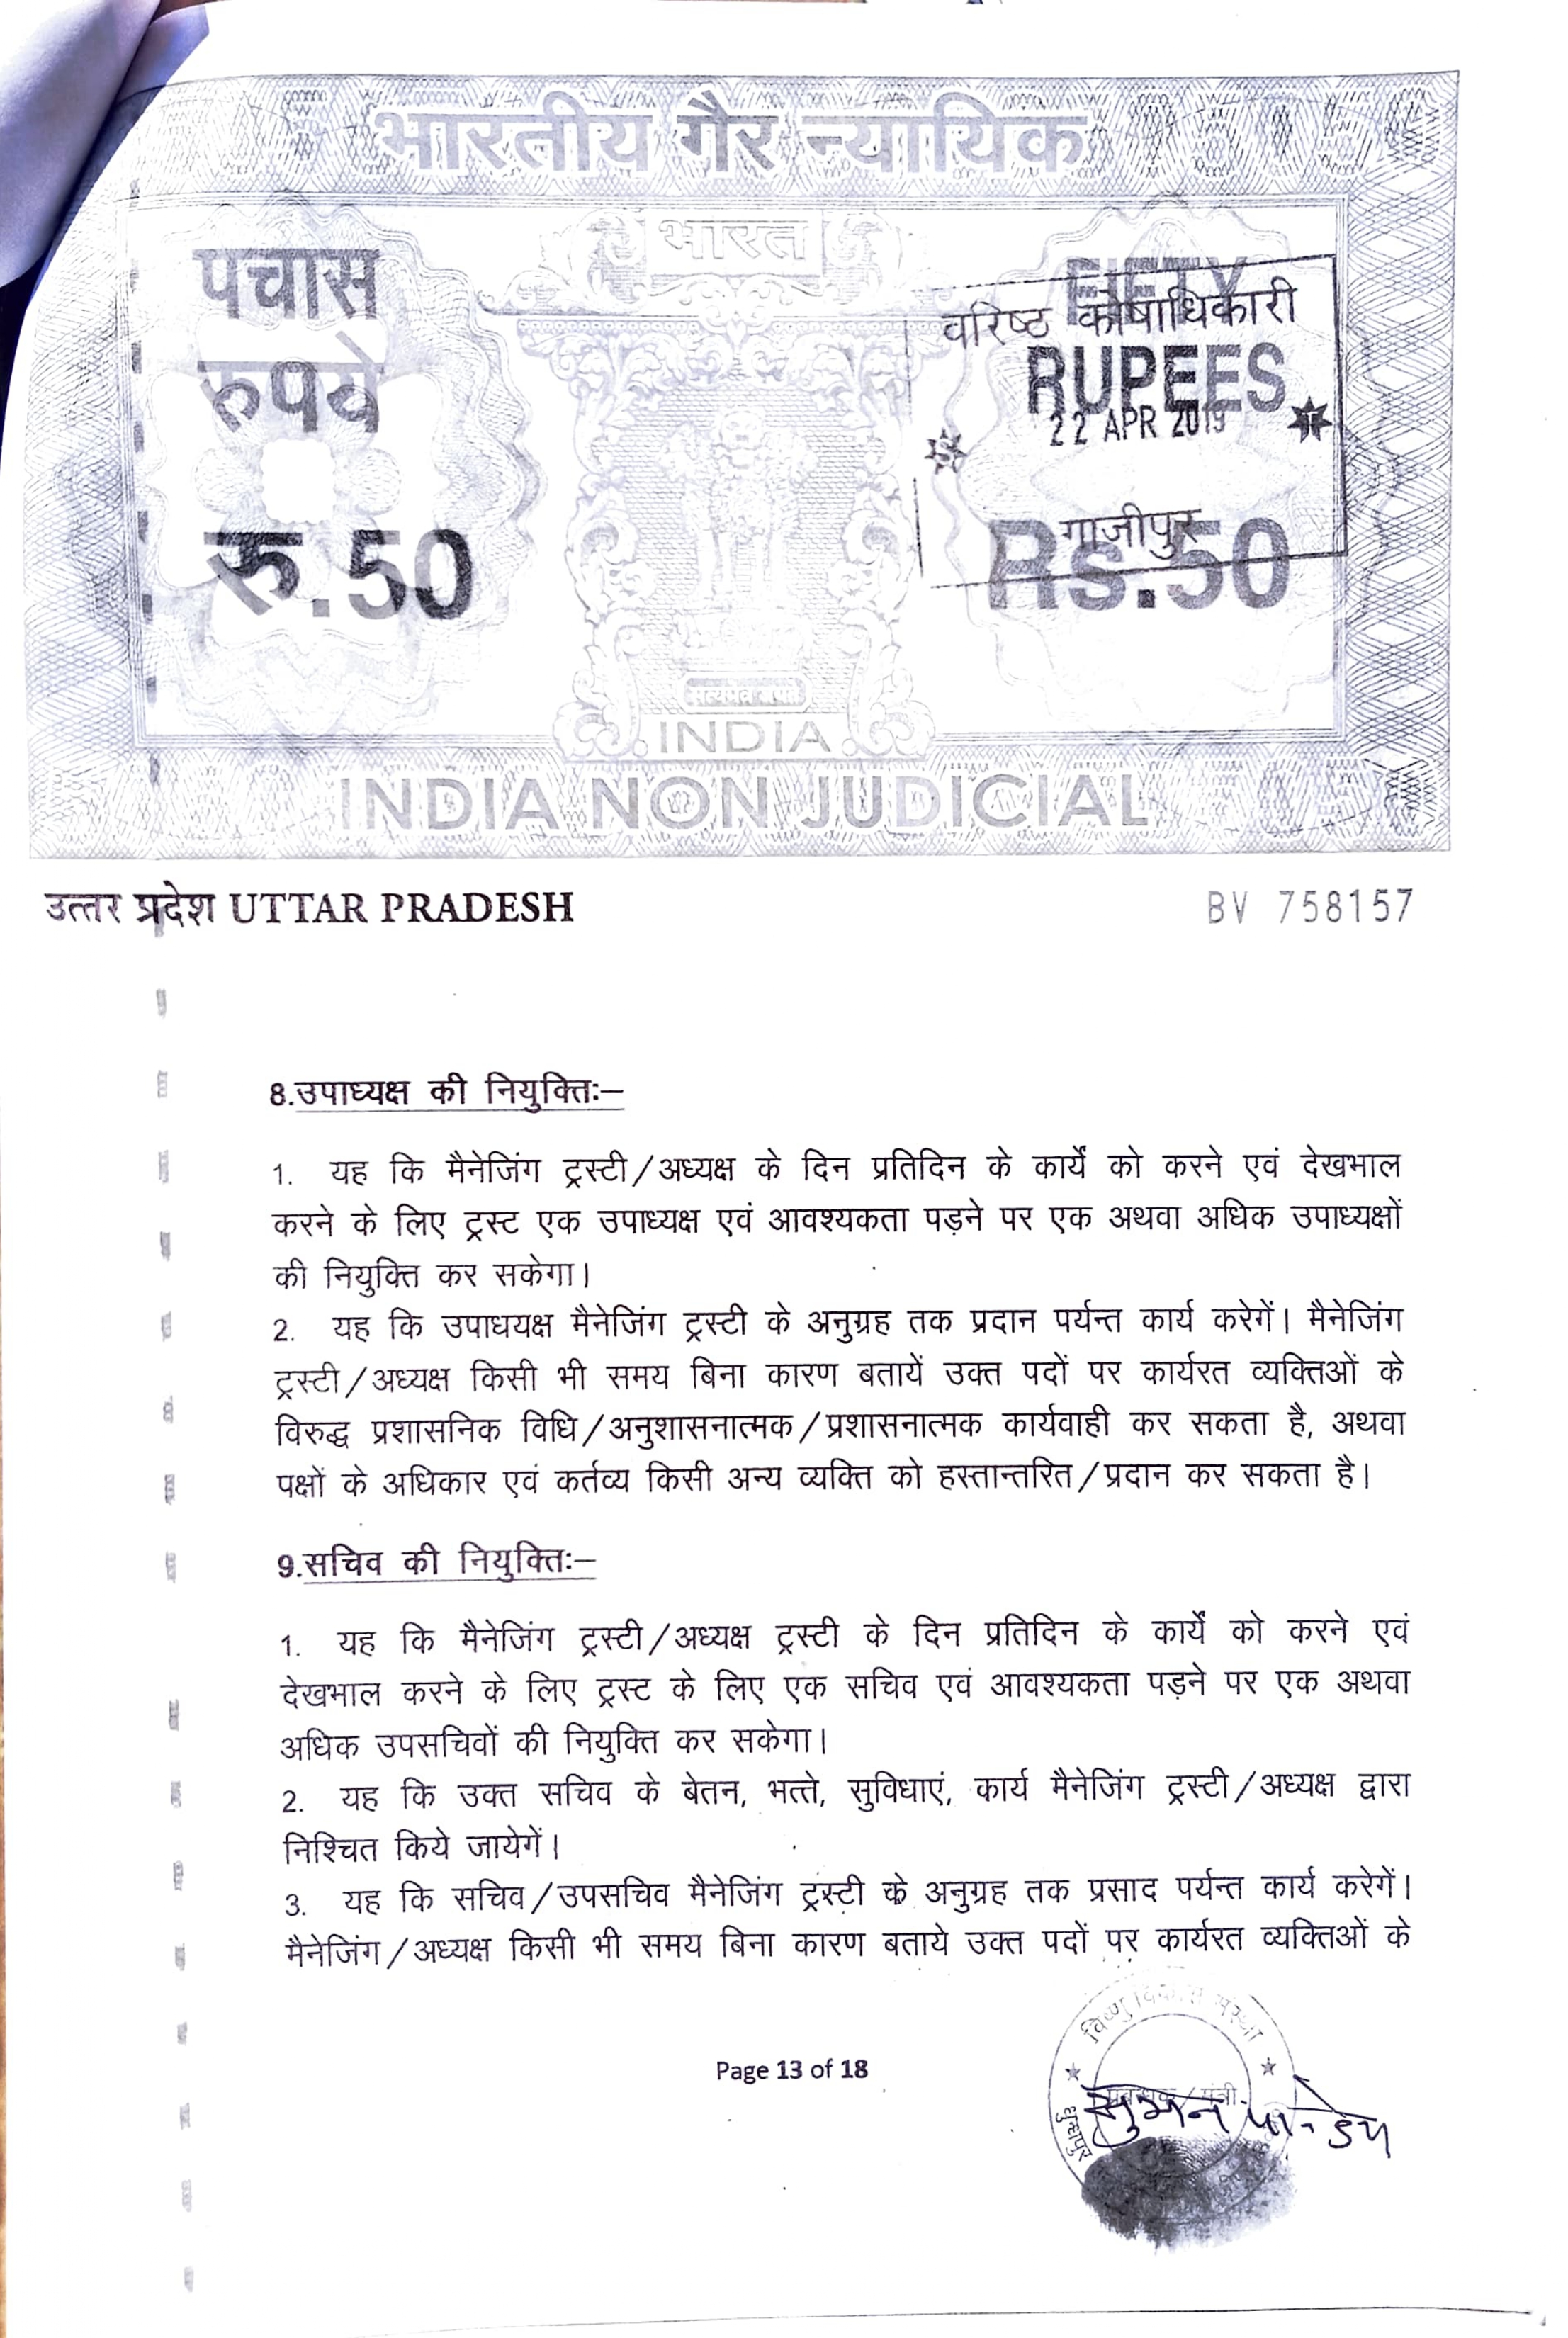 भारतीय गैर न्यायिक
भारत
पचास
रुपये
रु.50
FIFTY
RUPEES
Rs.50
वरिष्ठ कोषाधिकारी
22 APR 2019
गाजीपुर
सत्यमेव जयते
INDIA
INDIA NON JUDICIAL
उत्तर प्रदेश UTTAR PRADESH
BV 758157
8.उपाध्यक्ष की नियुक्तिः–
1. यह कि मैनेजिंग ट्रस्टी/अध्यक्ष के दिन प्रतिदिन के कार्यें को करने एवं देखभाल
करने के लिए ट्रस्ट एक उपाध्यक्ष एवं आवश्यकता पड़ने पर एक अथवा अधिक उपाध्यक्षों
की नियुक्ति कर सकेगा।
2. यह कि उपाधयक्ष मैनेजिंग ट्रस्टी के अनुग्रह तक प्रदान पर्यन्त कार्य करेगें। मैनेजिंग
ट्रस्टी/अध्यक्ष किसी भी समय बिना कारण बतायें उक्त पदों पर कार्यरत व्यक्तिओं के
विरुद्ध प्रशासनिक विधि/अनुशासनात्मक/प्रशासनात्मक कार्यवाही कर सकता है, अथवा
पक्षों के अधिकार एवं कर्तव्य किसी अन्य व्यक्ति को हस्तान्तरित/प्रदान कर सकता है।
9.सचिव की नियुक्तिः–
1. यह कि मैनेजिंग ट्रस्टी/अध्यक्ष ट्रस्टी के दिन प्रतिदिन के कार्यें को करने एवं
देखभाल करने के लिए ट्रस्ट के लिए एक सचिव एवं आवश्यकता पड़ने पर एक अथवा
अधिक उपसचिवों की नियुक्ति कर सकेगा।
2. यह कि उक्त सचिव के बेतन, भत्ते, सुविधाएं, कार्य मैनेजिंग ट्रस्टी/अध्यक्ष द्वारा
निश्चित किये जायेगें।
3. यह कि सचिव/उपसचिव मैनेजिंग ट्रस्टी के अनुग्रह तक प्रसाद पर्यन्त कार्य करेगें।
मैनेजिंग/अध्यक्ष किसी भी समय बिना कारण बताये उक्त पदों पर कार्यरत व्यक्तिओं के
Page 13 of 18
विष्णु विकास संस्था
प्रबन्धक/मंत्री
सुमन पाण्डेय